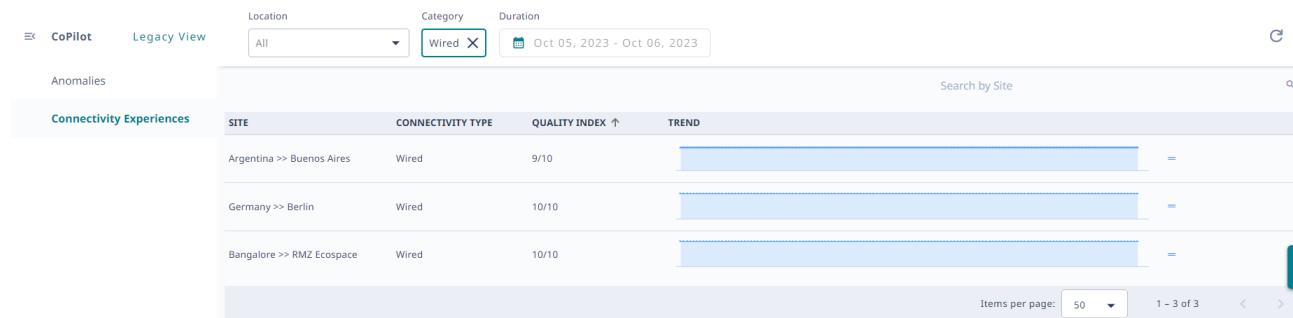 Location Category Duration
CoPilot Legacy View All Wired Oct 05, 2023 - Oct 06, 2023
Anomalies
Search by Site
Connectivity Experiences
SITE CONNECTIVITY TYPE QUALITY INDEX TREND
Argentina >> Buenos Aires Wired 9/10
Germany >> Berlin Wired 10/10
Bangalore >> RMZ Ecospace Wired 10/10
Items per page: 50 1 – 3 of 3